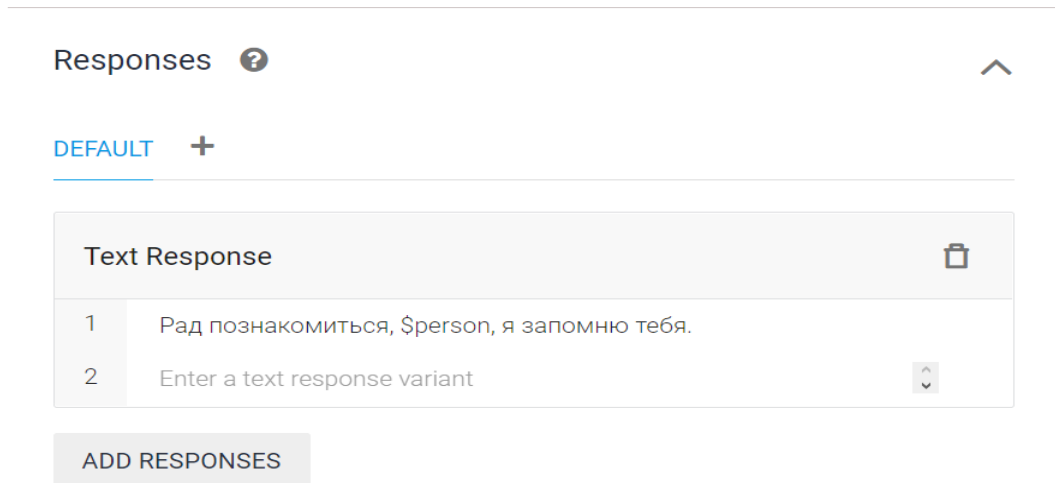 Responses ?
DEFAULT +
Text Response
1 Рад познакомиться, $person, я запомню тебя.
2 Enter a text response variant
ADD RESPONSES